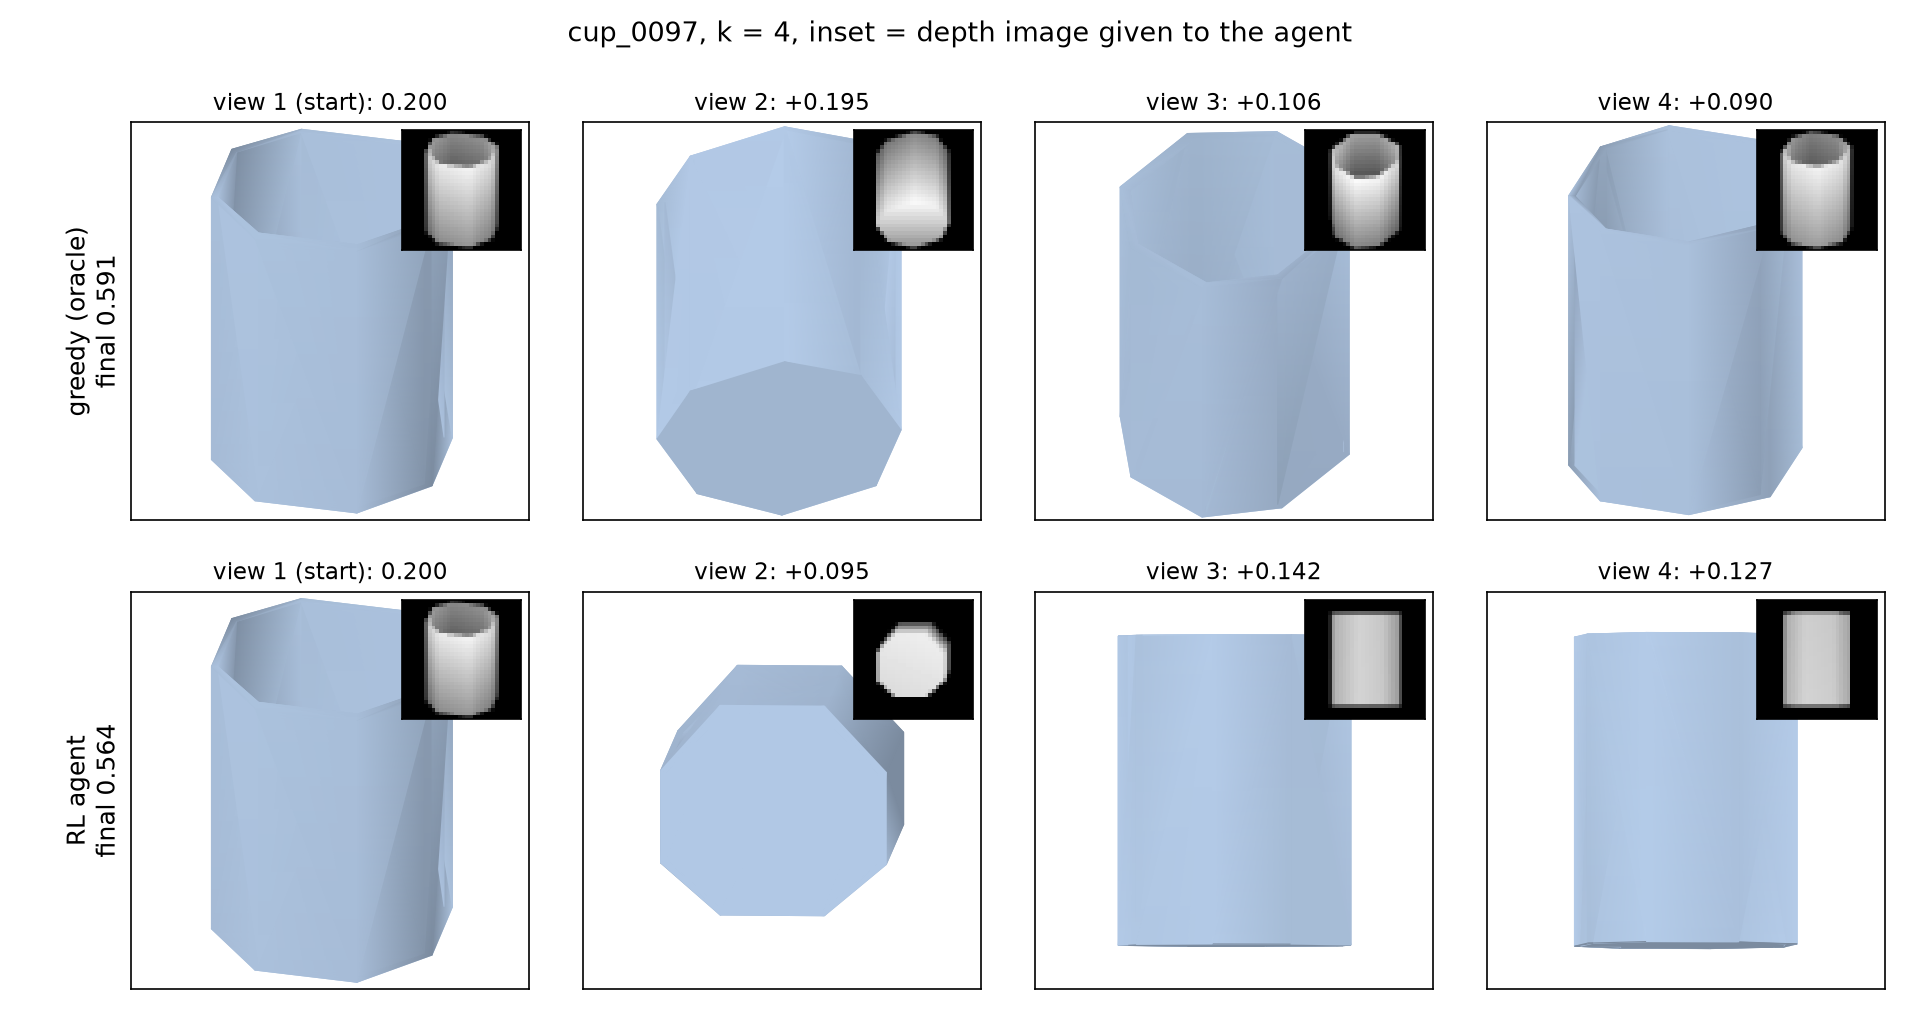 cup_0097, k = 4, inset = depth image given to the agent
view 1 (start): 0.200
view 2: +0.195
view 3: +0.106
view 4: +0.090
greedy (oracle)
final 0.591
view 1 (start): 0.200
view 2: +0.095
view 3: +0.142
view 4: +0.127
RL agent
final 0.564